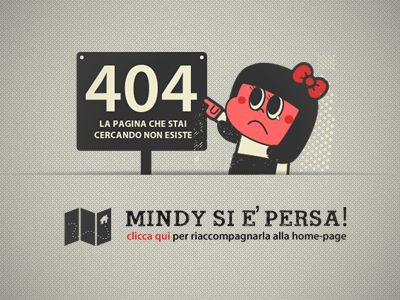 404
LA PAGINA CHE STAI
CERCANDO NON ESISTE
MINDY SI E' PERSA!
clicca qui per riaccompagnarla alla home-page